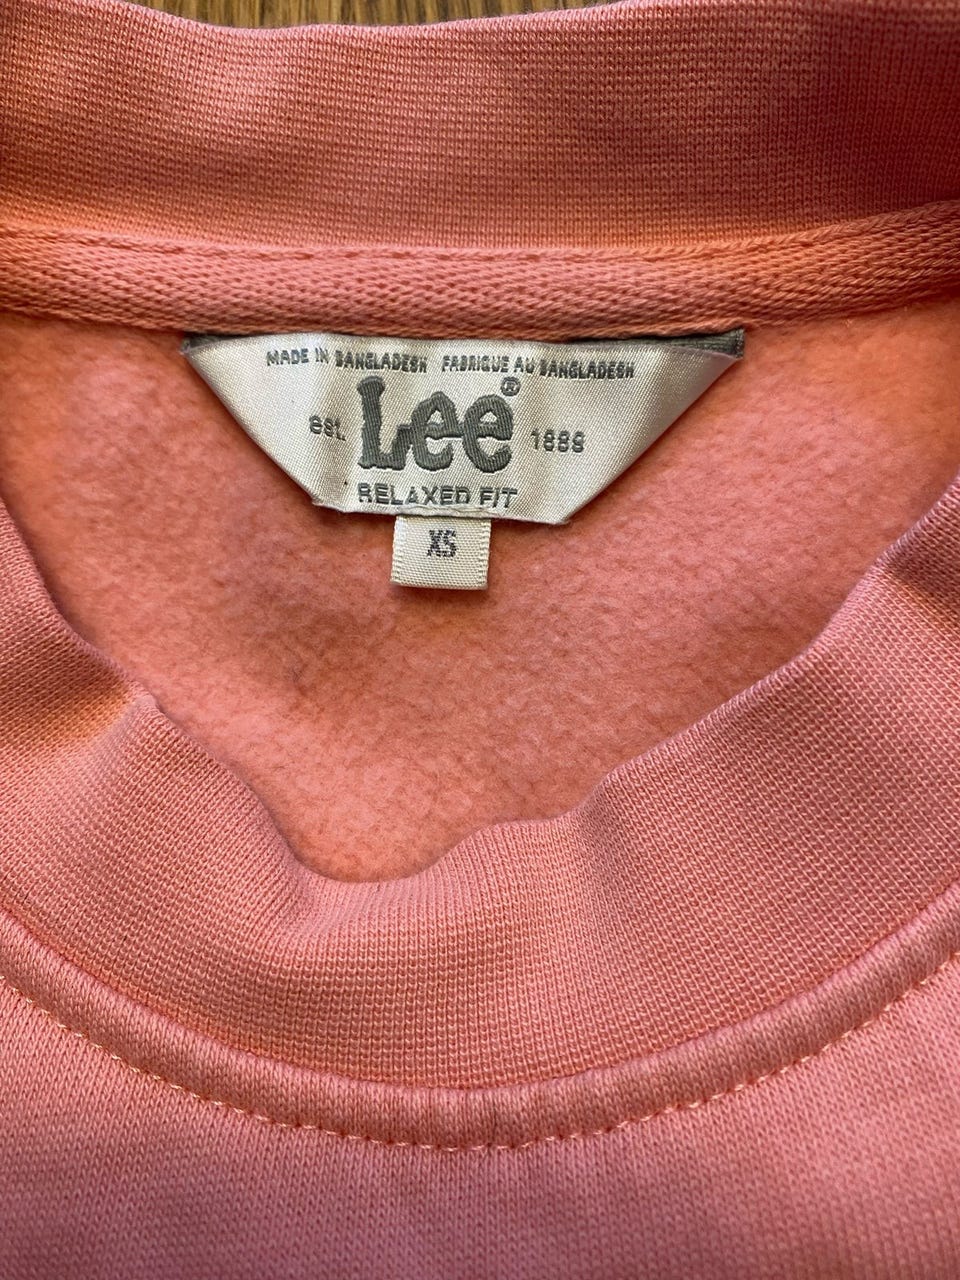 MADE IN BANGLADESH FABRIQUE AU BANGLADESH
Lee®
EST. 1889
RELAXED FIT
XS